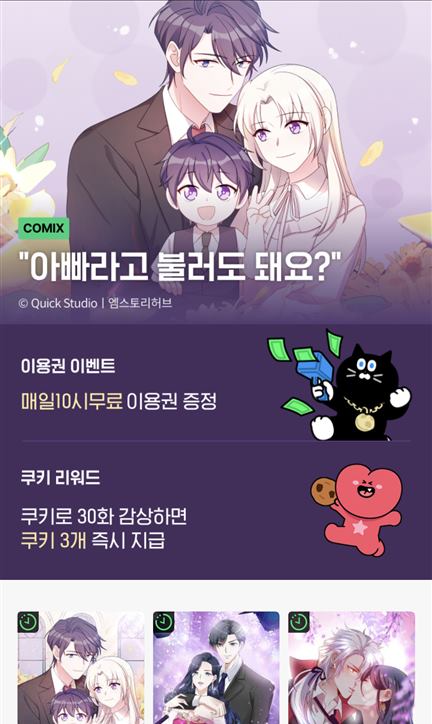 COMIX
"아빠라고 불러도 돼요?"
© Quick Studio | 엠스토리허브
이용권 이벤트
매일10시무료 이용권 증정
쿠키 리워드
쿠키로 30화 감상하면
쿠키 3개 즉시 지급